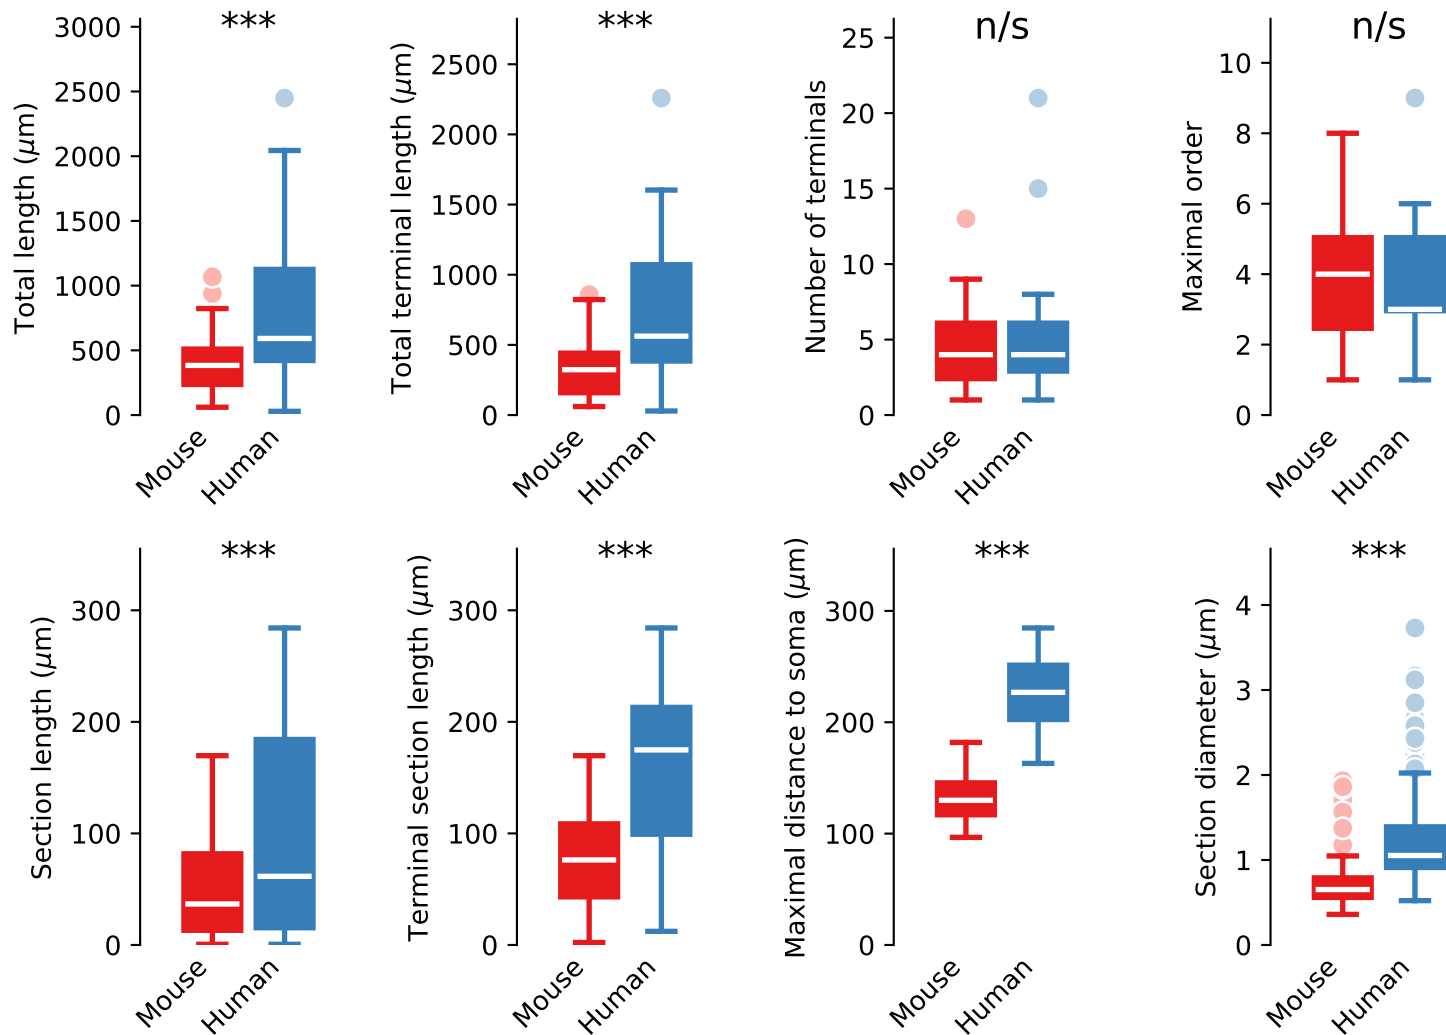 Total length (μm)
3000
2500
2000
1500
1000
500
0
***
Mouse
Human
Total terminal length (μm)
2500
2000
1500
1000
500
0
***
Mouse
Human
Number of terminals
25
20
15
10
5
0
n/s
Mouse
Human
Maximal order
10
8
6
4
2
0
n/s
Mouse
Human
Section length (μm)
300
200
100
0
***
Mouse
Human
Terminal section length (μm)
300
200
100
0
***
Mouse
Human
Maximal distance to soma (μm)
300
200
100
0
***
Mouse
Human
Section diameter (μm)
4
3
2
1
0
***
Mouse
Human